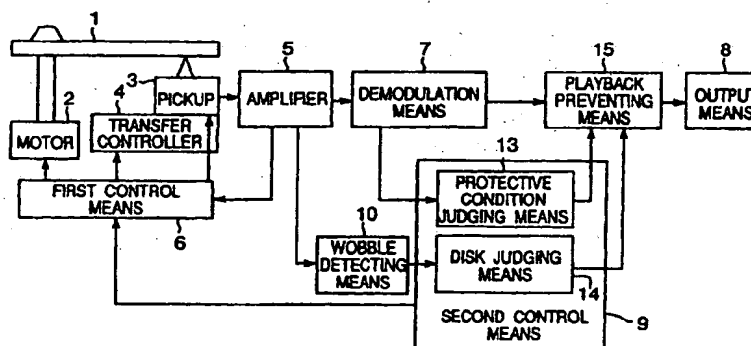 1
5
7
15
8
3
PICKUP
AMPLIFIER
DEMODULATION
MEANS
PLAYBACK
PREVENTING
MEANS
OUTPUT
MEANS
2
4
MOTOR
TRANSFER
CONTROLLER
13
FIRST CONTROL
MEANS
6
PROTECTIVE
CONDITION
JUDGING MEANS
10
WOBBLE
DETECTING
MEANS
DISK JUDGING
MEANS
14
SECOND CONTROL
MEANS
9